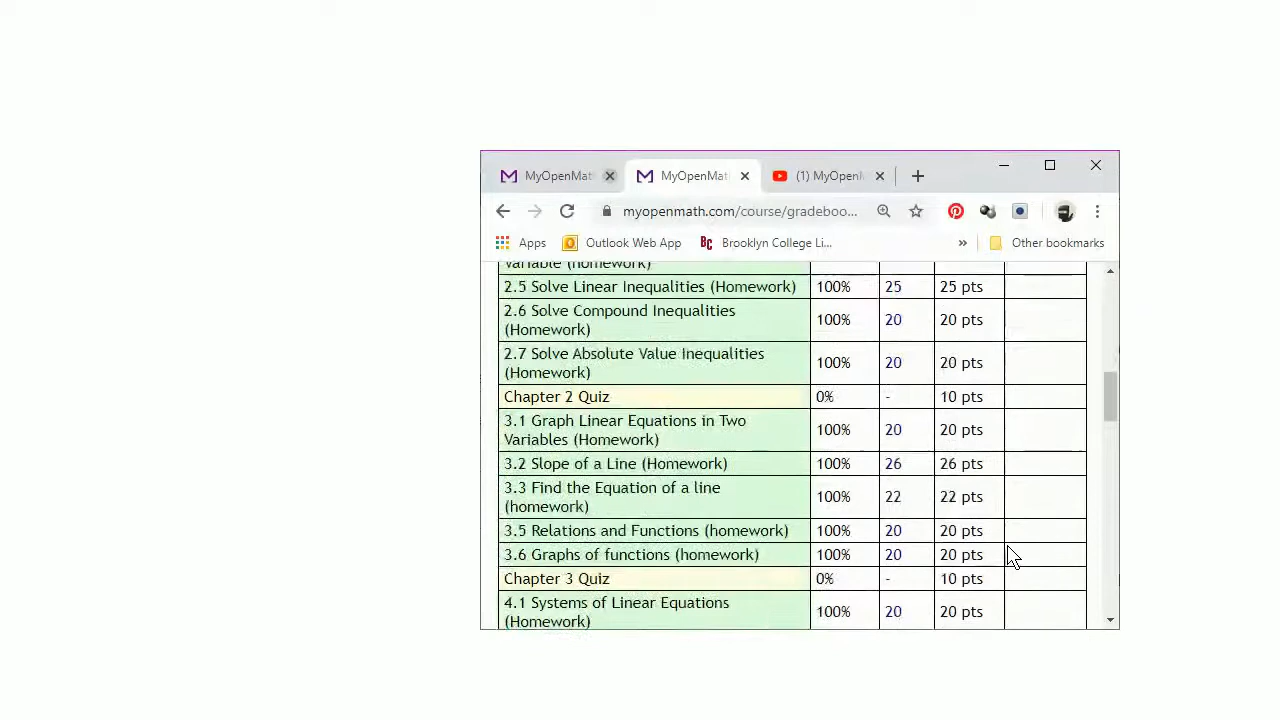 MyOpenMat
MyOpenMat
(1) MyOpenM
myopenmath.com/course/gradeboo...
Apps
Outlook Web App
Brooklyn College Li...
»
Other bookmarks
Variable (homework)
2.5 Solve Linear Inequalities (Homework) 100% 25 25 pts
2.6 Solve Compound Inequalities
(Homework) 100% 20 20 pts
2.7 Solve Absolute Value Inequalities
(Homework) 100% 20 20 pts
Chapter 2 Quiz 0% - 10 pts
3.1 Graph Linear Equations in Two
Variables (Homework) 100% 20 20 pts
3.2 Slope of a Line (Homework) 100% 26 26 pts
3.3 Find the Equation of a line
(homework) 100% 22 22 pts
3.5 Relations and Functions (homework) 100% 20 20 pts
3.6 Graphs of functions (homework) 100% 20 20 pts
Chapter 3 Quiz 0% - 10 pts
4.1 Systems of Linear Equations
(Homework) 100% 20 20 pts